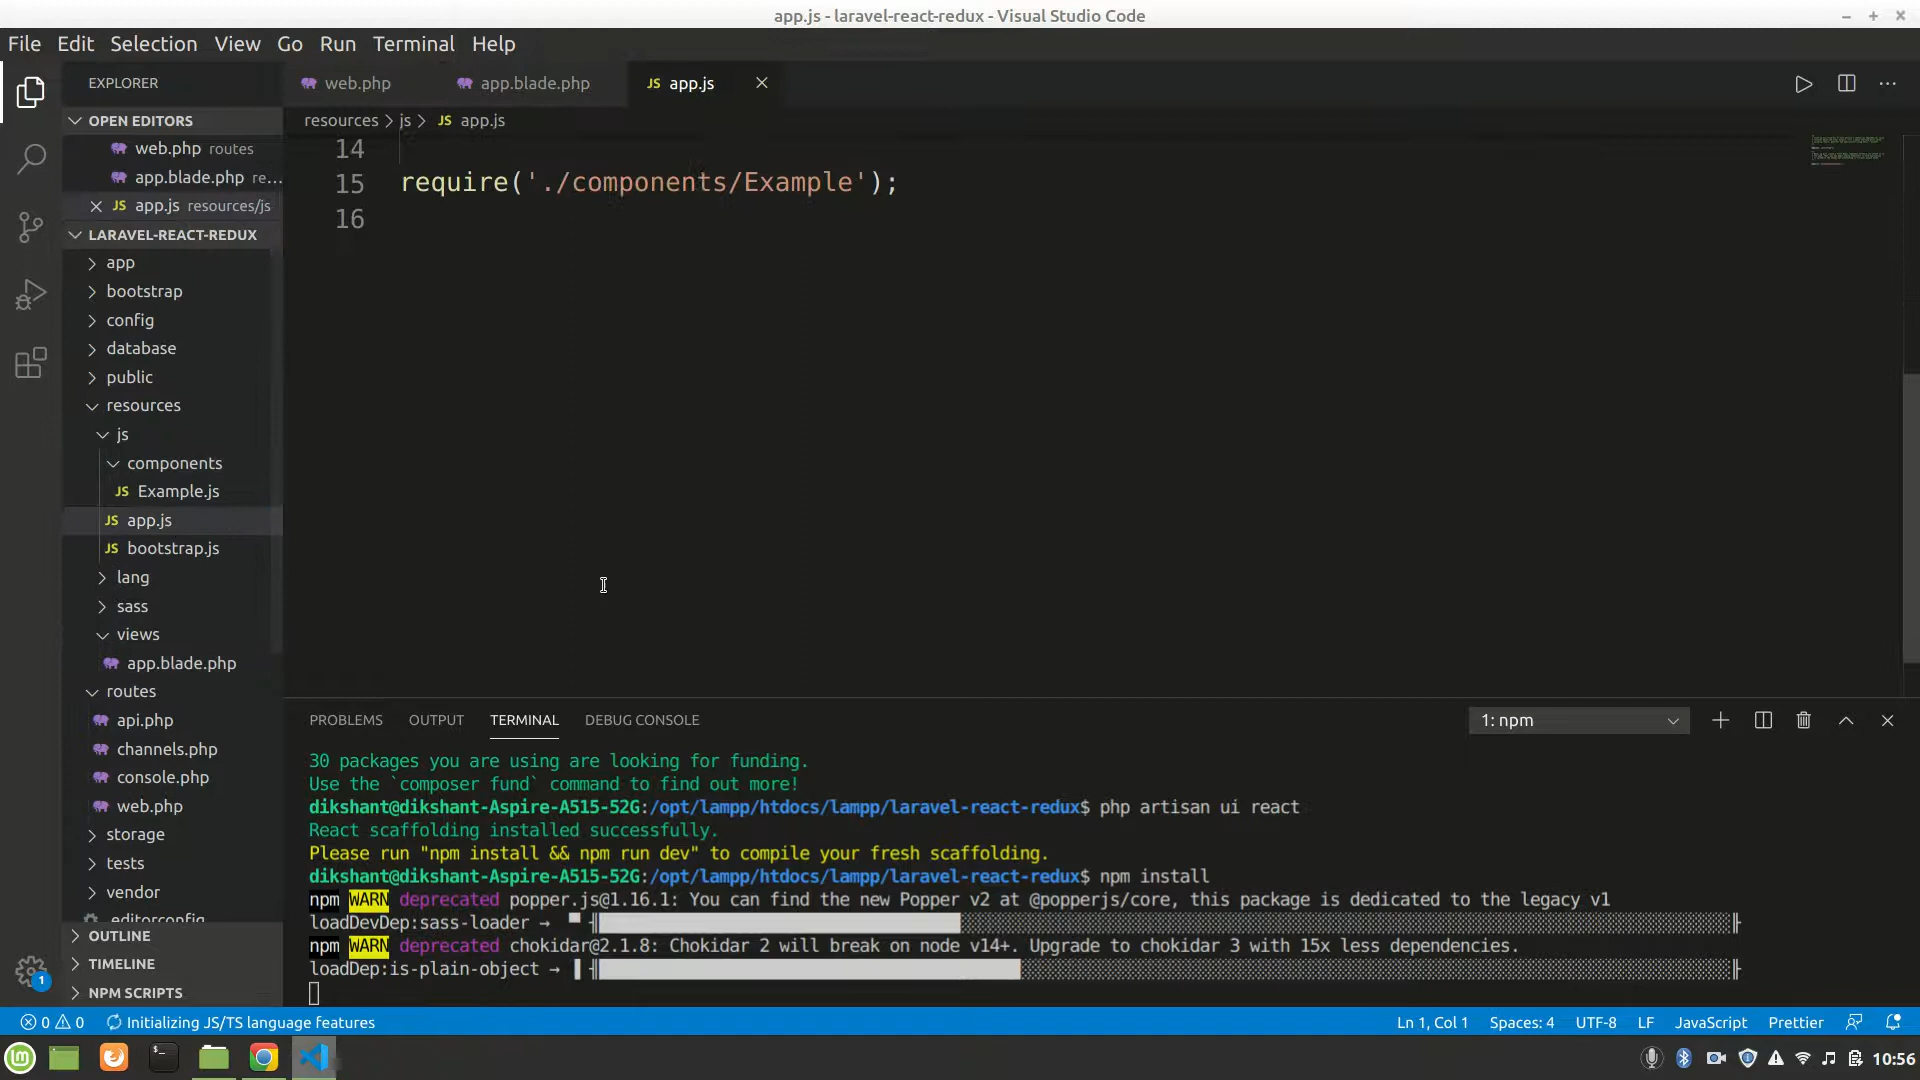 app.js - laravel-react-redux - Visual Studio Code
File Edit Selection View Go Run Terminal Help
EXPLORER
web.php
app.blade.php
JS app.js
OPEN EDITORS
web.php routes
app.blade.php re...
JS app.js resources/js
LARAVEL-REACT-REDUX
app
bootstrap
config
database
public
resources
js
components
JS Example.js
JS app.js
JS bootstrap.js
lang
sass
views
app.blade.php
routes
api.php
channels.php
console.php
web.php
storage
tests
vendor
.editorconfig
OUTLINE
TIMELINE
NPM SCRIPTS
resources > js > JS app.js
14
15 require('./components/Example');
16
PROBLEMS OUTPUT TERMINAL DEBUG CONSOLE
1: npm
30 packages you are using are looking for funding.
Use the `composer fund` command to find out more!
dikshant@dikshant-Aspire-A515-52G:/opt/lampp/htdocs/lampp/laravel-react-redux$ php artisan ui react
React scaffolding installed successfully.
Please run "npm install && npm run dev" to compile your fresh scaffolding.
dikshant@dikshant-Aspire-A515-52G:/opt/lampp/htdocs/lampp/laravel-react-redux$ npm install
npm WARN deprecated popper.js@1.16.1: You can find the new Popper v2 at @popperjs/core, this package is dedicated to the legacy v1
loadDevDep:sass-loader →
npm WARN deprecated chokidar@2.1.8: Chokidar 2 will break on node v14+. Upgrade to chokidar 3 with 15x less dependencies.
loadDep:is-plain-object →
1
0 0 Initializing JS/TS language features
Ln 1, Col 1 Spaces: 4 UTF-8 LF JavaScript Prettier
10:56